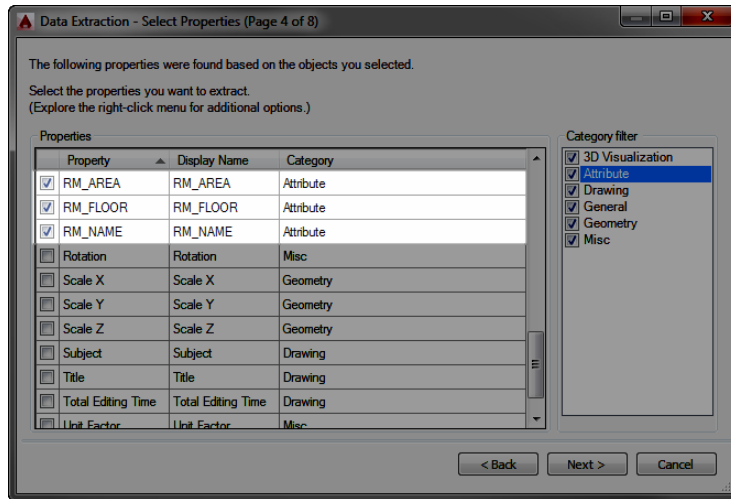 Data Extraction - Select Properties (Page 4 of 8)
The following properties were found based on the objects you selected.
Select the properties you want to extract.
(Explore the right-click menu for additional options.)
Properties
Property Display Name Category
RM_AREA RM_AREA Attribute
RM_FLOOR RM_FLOOR Attribute
RM_NAME RM_NAME Attribute
Rotation Rotation Misc
Scale X Scale X Geometry
Scale Y Scale Y Geometry
Scale Z Scale Z Geometry
Subject Subject Drawing
Title Title Drawing
Total Editing Time Total Editing Time Drawing
Unit Factor Unit Factor Misc
Category filter
3D Visualization
Attribute
Drawing
General
Geometry
Misc
< Back Next > Cancel